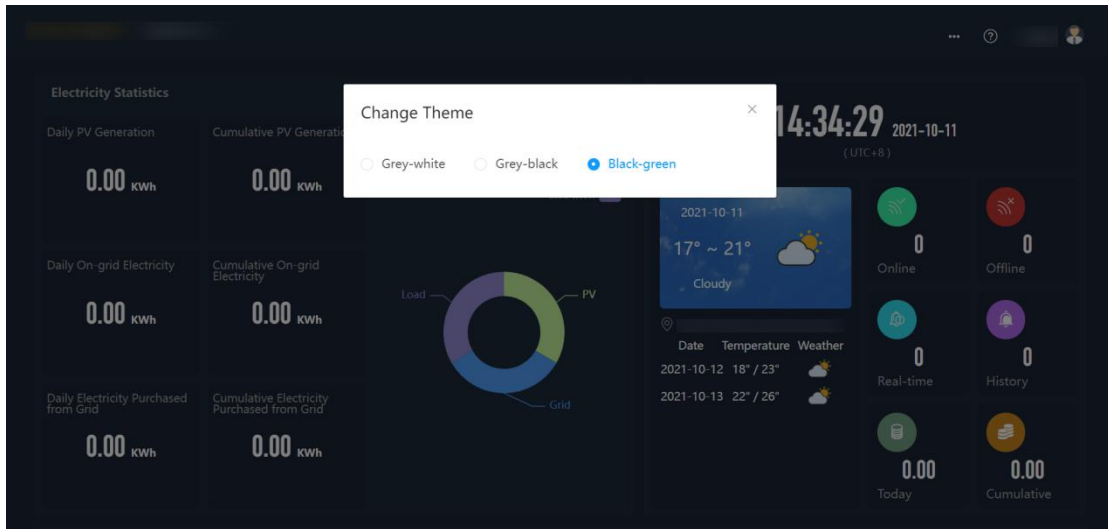 Electricity Statistics
Daily PV Generation
0.00 KWh
Cumulative PV
0.00 KWh
Daily On-grid Electricity
0.00 KWh
Cumulative On-grid
Electricity
0.00 KWh
Daily Electricity Purchased
from Grid
0.00 KWh
Cumulative Electricity
Purchased from Grid
0.00 KWh
Change Theme
Grey-white
Grey-black
Black-green
Load
PV
Grid
14:34:29 2021-10-11
(UTC+8)
2021-10-11
17° ~ 21°
Cloudy
Date Temperature Weather
2021-10-12 18° / 23°
2021-10-13 22° / 26°
0
Online
0
Offline
0
Real-time
0
History
0.00
Today
0.00
Cumulative